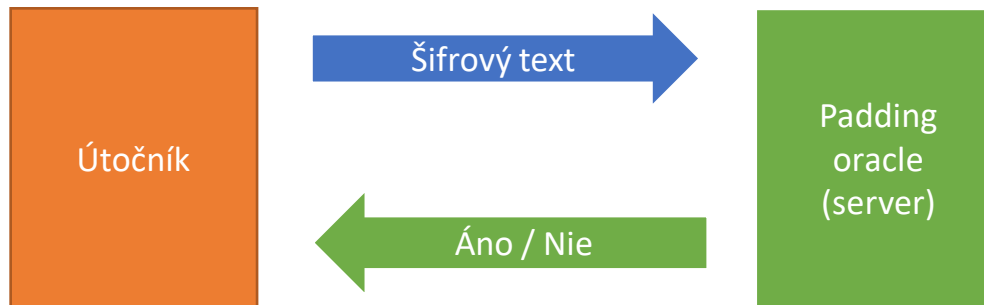 Útočník
Šifrový text
Áno / Nie
Padding
oracle
(server)